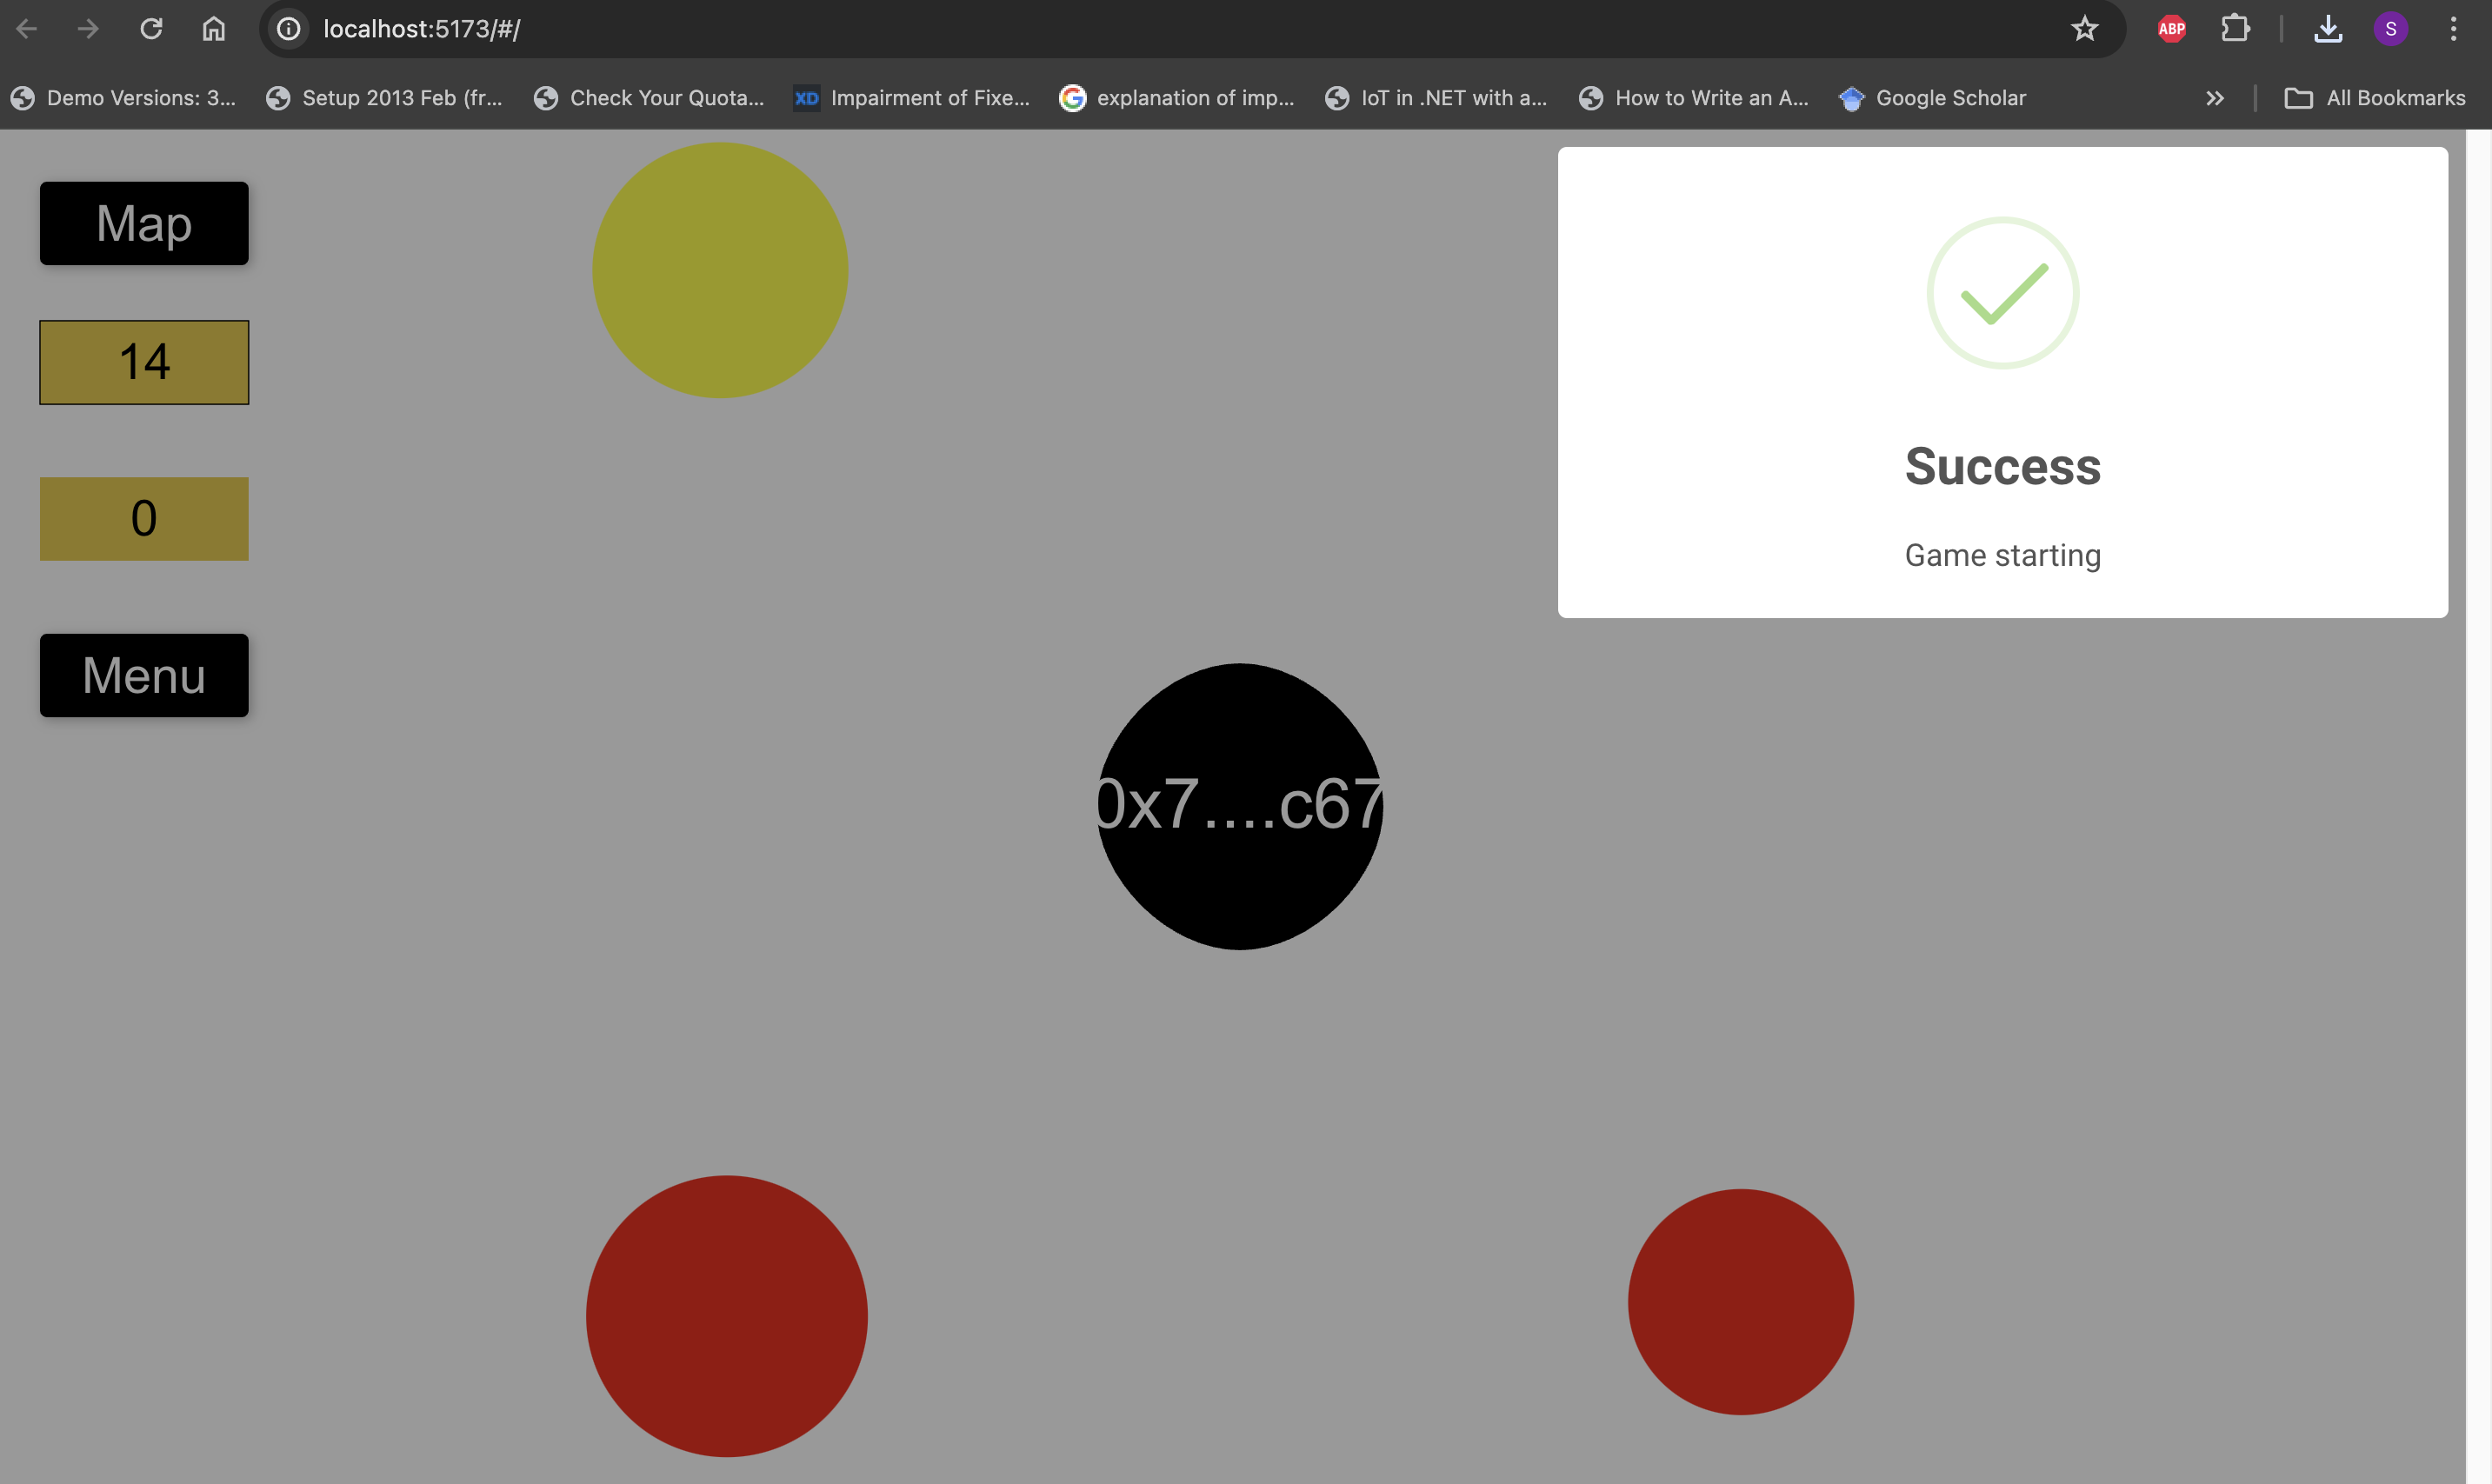 localhost:5173/#/
ABP
S
Demo Versions: 3...
Setup 2013 Feb (fr...
Check Your Quota...
XD
Impairment of Fixe...
explanation of imp...
IoT in .NET with a...
How to Write an A...
Google Scholar
All Bookmarks
Map
14
0
Menu
Success
Game starting
0x7....c67